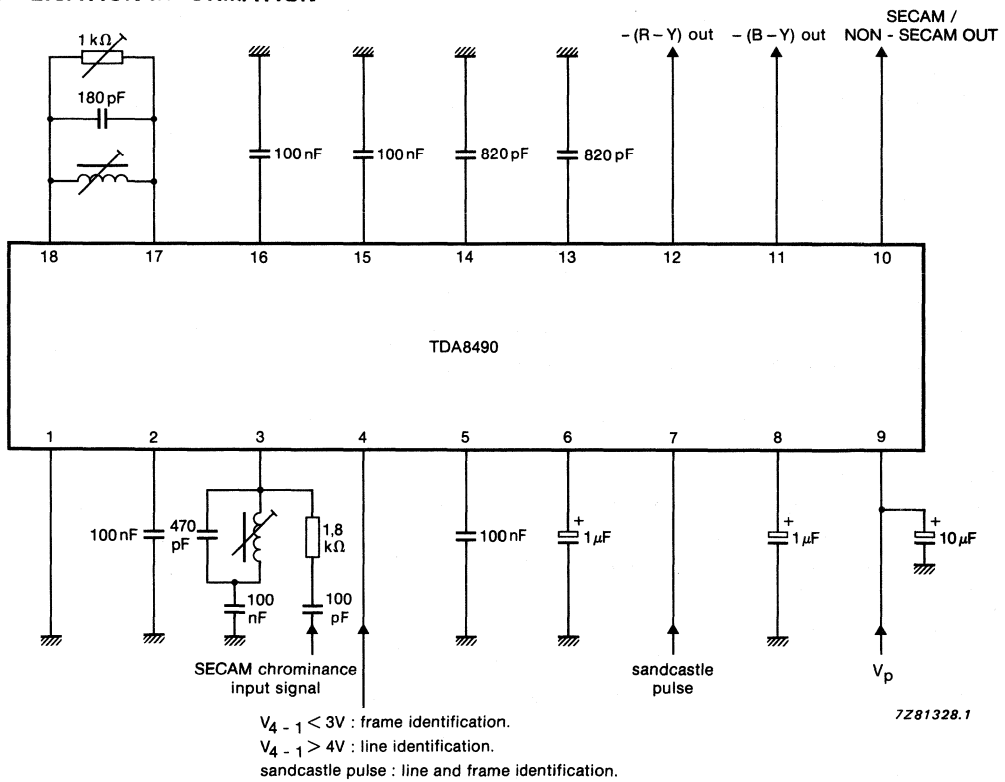 SECAM /
-(R-Y) out -(B-Y) out NON - SECAM OUT
1 kΩ
180 pF
100 nF 100 nF 820 pF 820 pF
18 17 16 15 14 13 12 11 10
TDA8490
1 2 3 4 5 6 7 8 9
100 nF 470 pF 1,8 kΩ 100 nF + 1 μF + 1 μF + 10 μF
100 nF 100 pF
SECAM chrominance input signal
sandcastle pulse
Vp
7Z81328.1
V4 - 1 < 3V : frame identification.
V4 - 1 > 4V : line identification.
sandcastle pulse : line and frame identification.